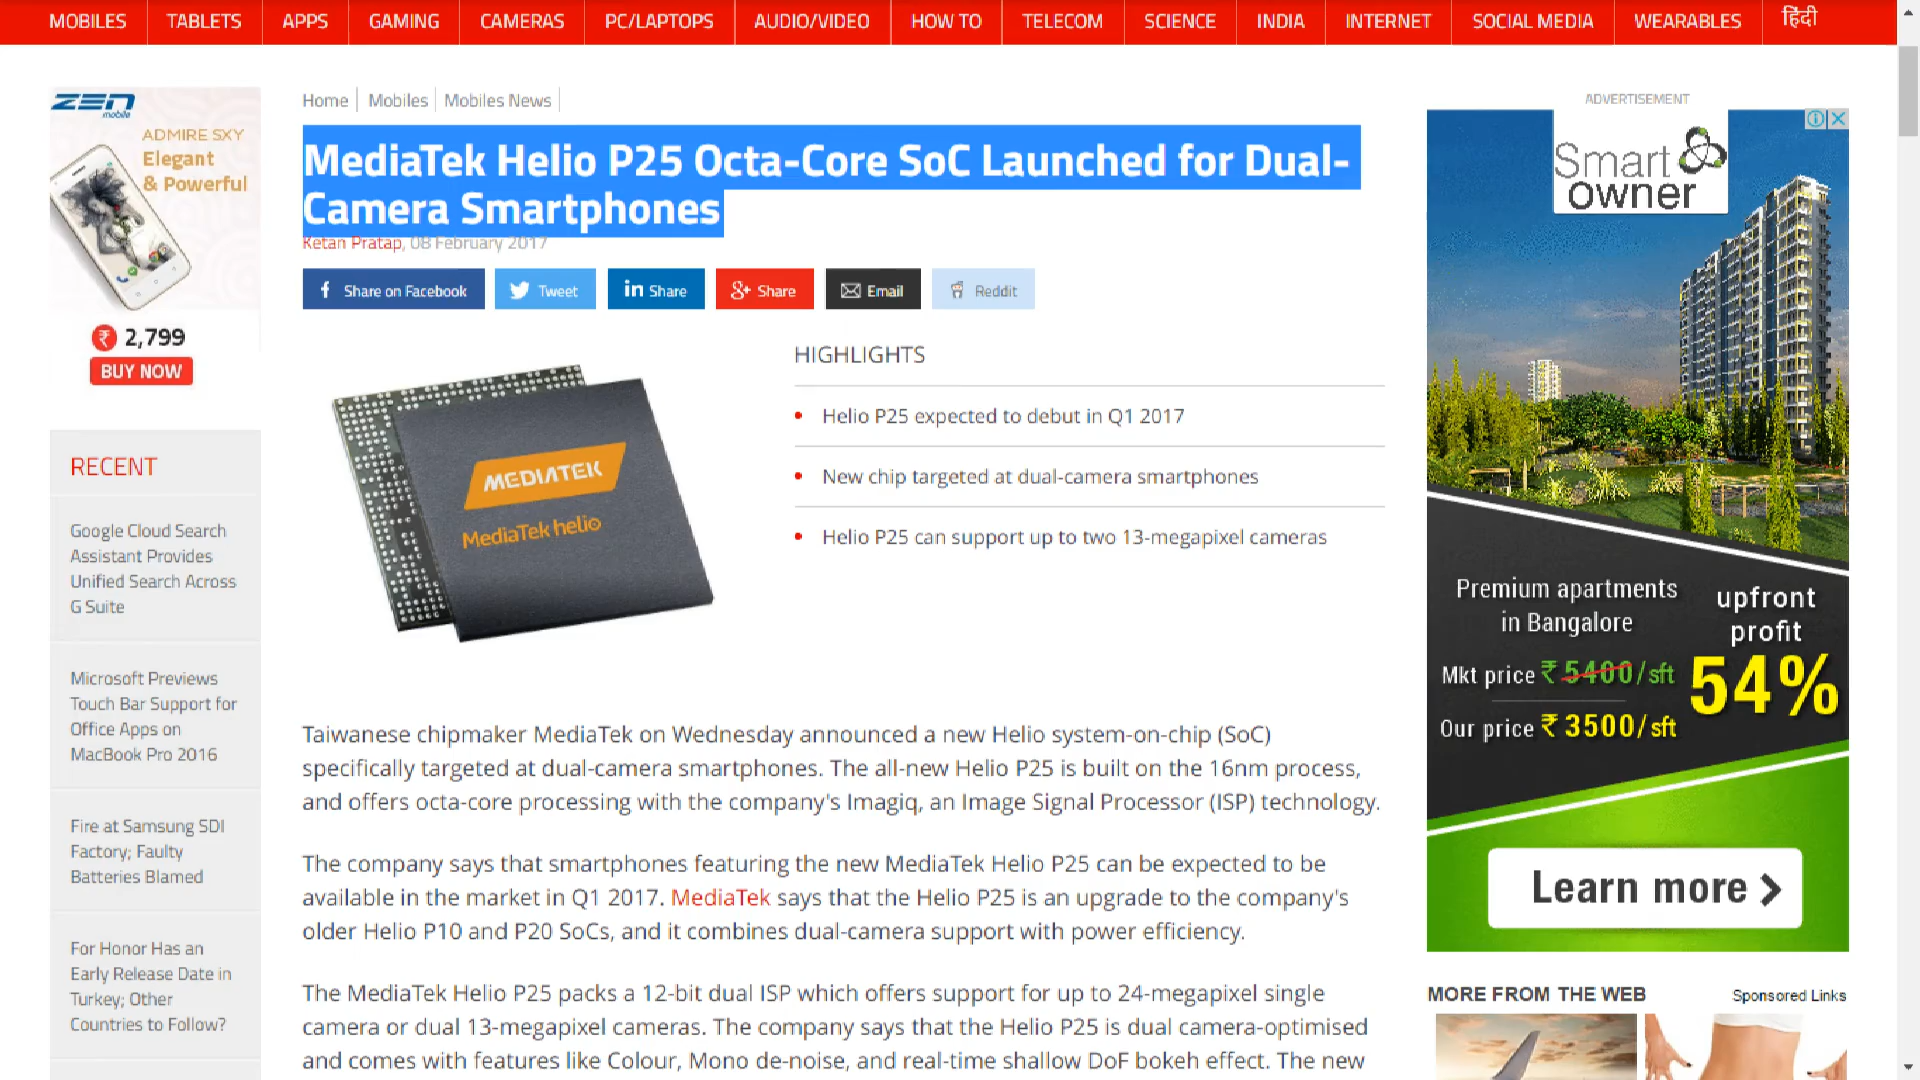 MOBILES TABLETS APPS GAMING CAMERAS PC/LAPTOPS AUDIO/VIDEO HOW TO TELECOM SCIENCE INDIA INTERNET SOCIAL MEDIA WEARABLES हिंदी
ZEN
mobile
ADMIRE SXY
Elegant
& Powerful
₹ 2,799
BUY NOW
RECENT
Google Cloud Search
Assistant Provides
Unified Search Across
G Suite
Microsoft Previews
Touch Bar Support for
Office Apps on
MacBook Pro 2016
Fire at Samsung SDI
Factory; Faulty
Batteries Blamed
For Honor Has an
Early Release Date in
Turkey; Other
Countries to Follow?
Home Mobiles Mobiles News
MediaTek Helio P25 Octa-Core SoC Launched for Dual-
Camera Smartphones
Ketan Pratap, 08 February 2017
f Share on Facebook Tweet in Share g+ Share Email Reddit
MEDIATEK
MediaTek helio
HIGHLIGHTS
• Helio P25 expected to debut in Q1 2017
• New chip targeted at dual-camera smartphones
• Helio P25 can support up to two 13-megapixel cameras
Taiwanese chipmaker MediaTek on Wednesday announced a new Helio system-on-chip (SoC)
specifically targeted at dual-camera smartphones. The all-new Helio P25 is built on the 16nm process,
and offers octa-core processing with the company's Imagiq, an Image Signal Processor (ISP) technology.
The company says that smartphones featuring the new MediaTek Helio P25 can be expected to be
available in the market in Q1 2017. MediaTek says that the Helio P25 is an upgrade to the company's
older Helio P10 and P20 SoCs, and it combines dual-camera support with power efficiency.
The MediaTek Helio P25 packs a 12-bit dual ISP which offers support for up to 24-megapixel single
camera or dual 13-megapixel cameras. The company says that the Helio P25 is dual camera-optimised
and comes with features like Colour, Mono de-noise, and real-time shallow DoF bokeh effect. The new
ADVERTISEMENT
Smart
OWNER
Premium apartments
in Bangalore
Mkt price ₹ 5400/sft
Our price ₹ 3500/sft
upfront
profit
54%
Learn more
MORE FROM THE WEB Sponsored Links